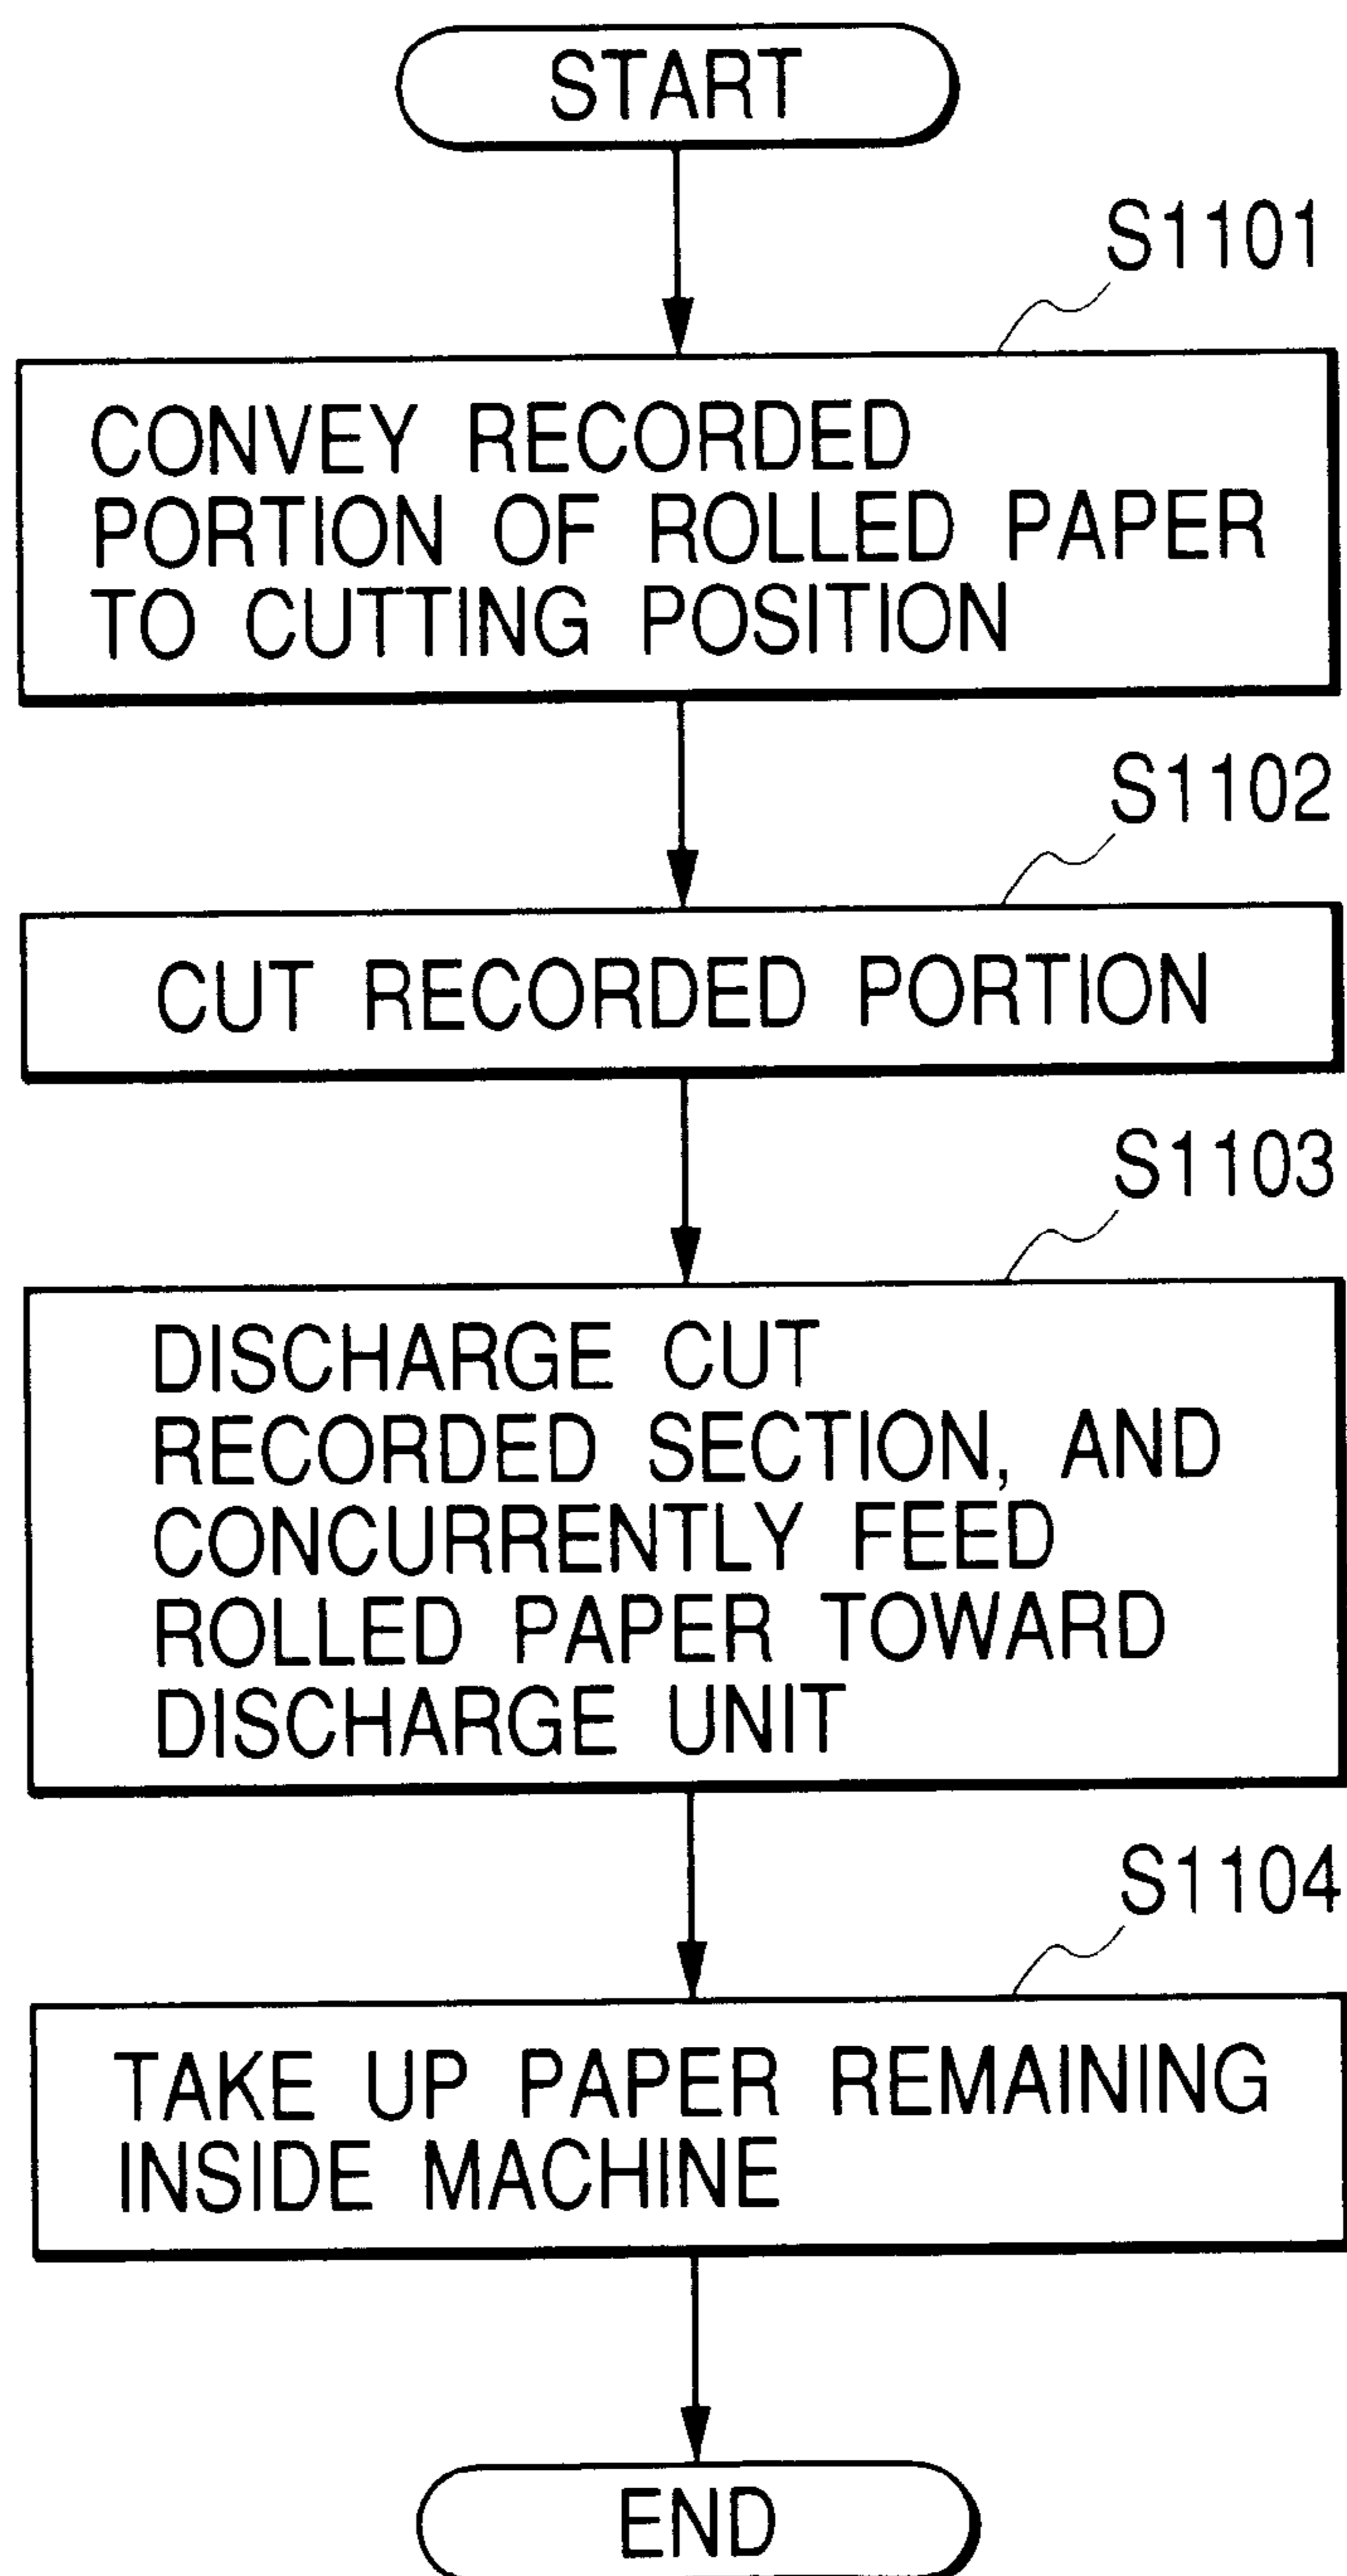 START
S1101
CONVEY RECORDED
PORTION OF ROLLED PAPER
TO CUTTING POSITION
S1102
CUT RECORDED PORTION
S1103
DISCHARGE CUT
RECORDED SECTION, AND
CONCURRENTLY FEED
ROLLED PAPER TOWARD
DISCHARGE UNIT
S1104
TAKE UP PAPER REMAINING
INSIDE MACHINE
END